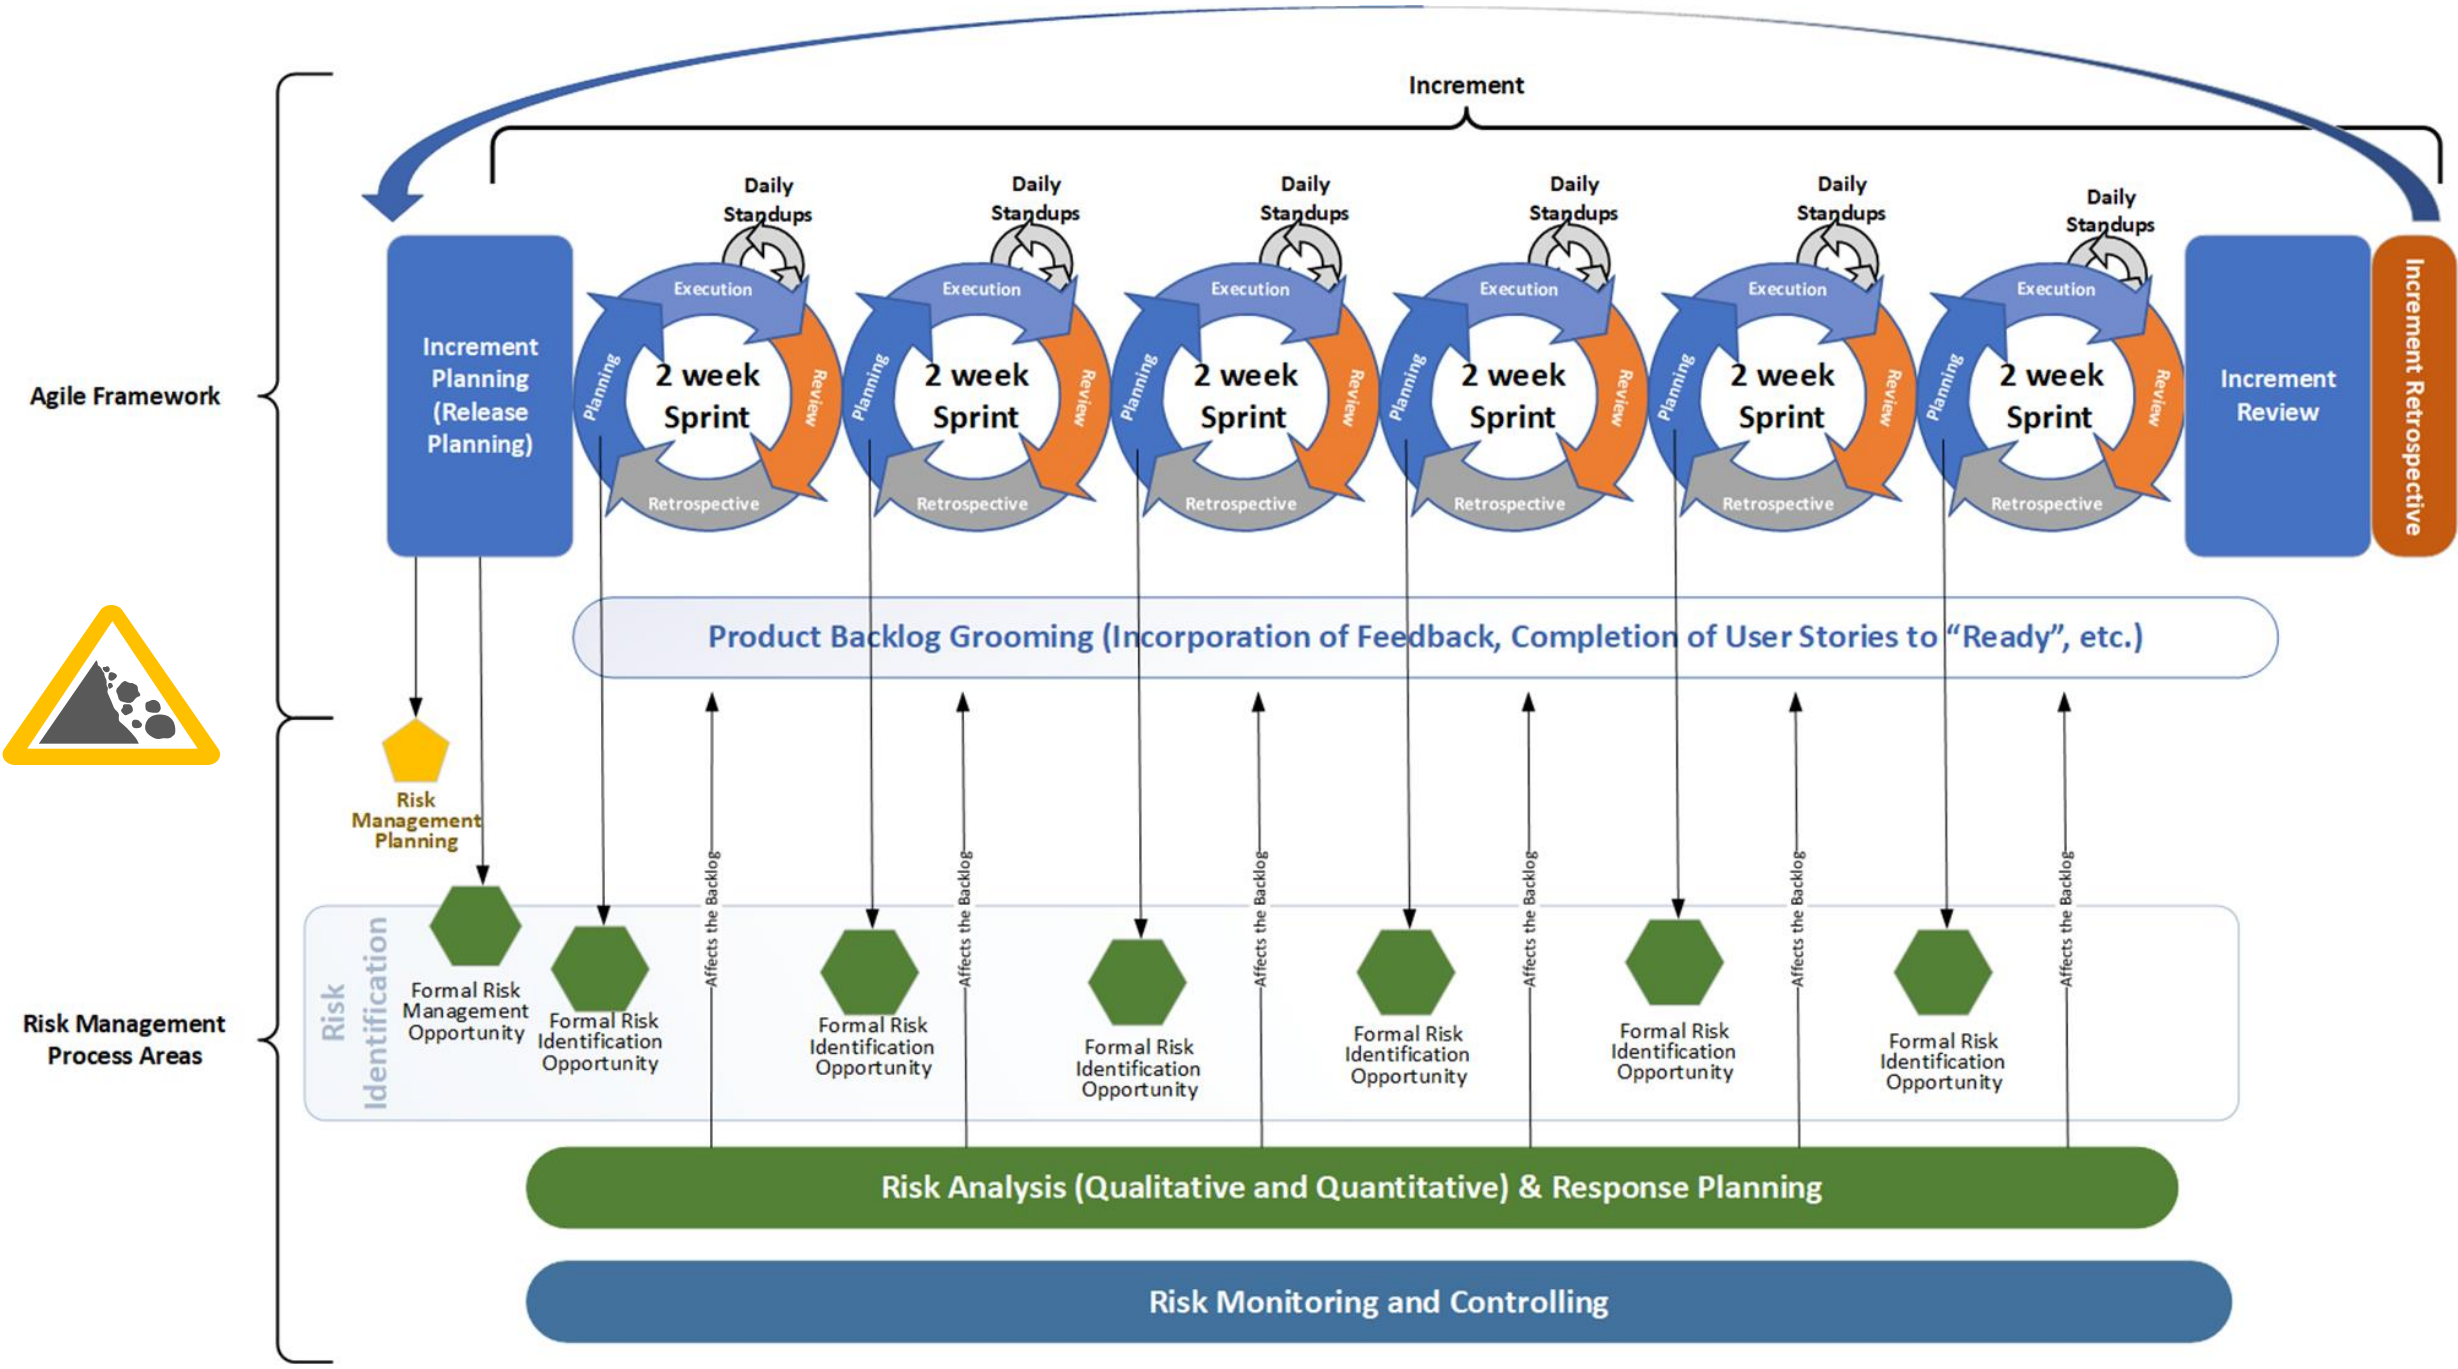 Increment
Daily
Standups
Daily
Standups
Daily
Standups
Daily
Standups
Daily
Standups
Daily
Standups
Agile Framework
Increment
Planning
(Release
Planning)
Execution
Planning
2 week
Sprint
Review
Retrospective
Execution
Planning
2 week
Sprint
Review
Retrospective
Execution
Planning
2 week
Sprint
Review
Retrospective
Execution
Planning
2 week
Sprint
Review
Retrospective
Execution
Planning
2 week
Sprint
Review
Retrospective
Execution
Planning
2 week
Sprint
Review
Retrospective
Increment
Review
Increment Retrospective
Product Backlog Grooming (Incorporation of Feedback, Completion of User Stories to “Ready”, etc.)
Risk
Management
Planning
Risk Management
Process Areas
Risk
Identification
Formal Risk
Management
Opportunity
Formal Risk
Identification
Opportunity
Affects the Backlog
Formal Risk
Identification
Opportunity
Affects the Backlog
Formal Risk
Identification
Opportunity
Affects the Backlog
Formal Risk
Identification
Opportunity
Affects the Backlog
Formal Risk
Identification
Opportunity
Affects the Backlog
Formal Risk
Identification
Opportunity
Affects the Backlog
Risk Analysis (Qualitative and Quantitative) & Response Planning
Risk Monitoring and Controlling